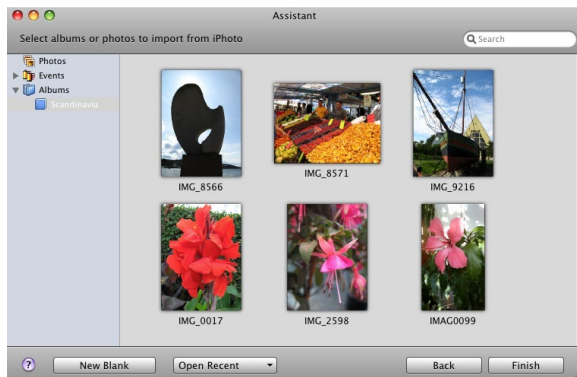 Assistant
Select albums or photos to import from iPhoto
Search
Photos
Events
Albums
Scandinavia
IMG_8566
IMG_8571
IMG_9216
IMG_0017
IMG_2598
IMAG0099
?
New Blank
Open Recent
Back
Finish